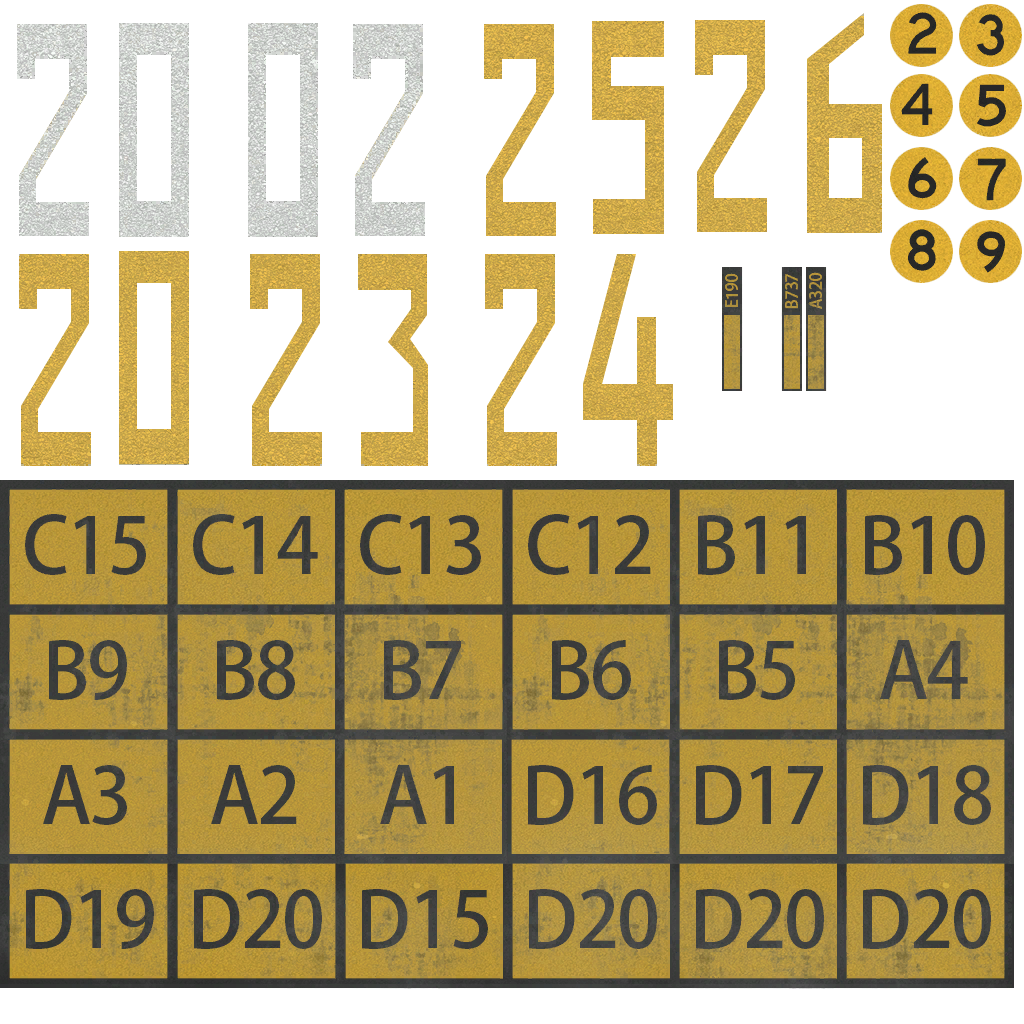 20 02 25 26
2 3
4 5
6 7
8 9
20 23 24
E190 B737 A320
C15 C14 C13 C12 B11 B10
B9 B8 B7 B6 B5 A4
A3 A2 A1 D16 D17 D18
D19 D20 D15 D20 D20 D20